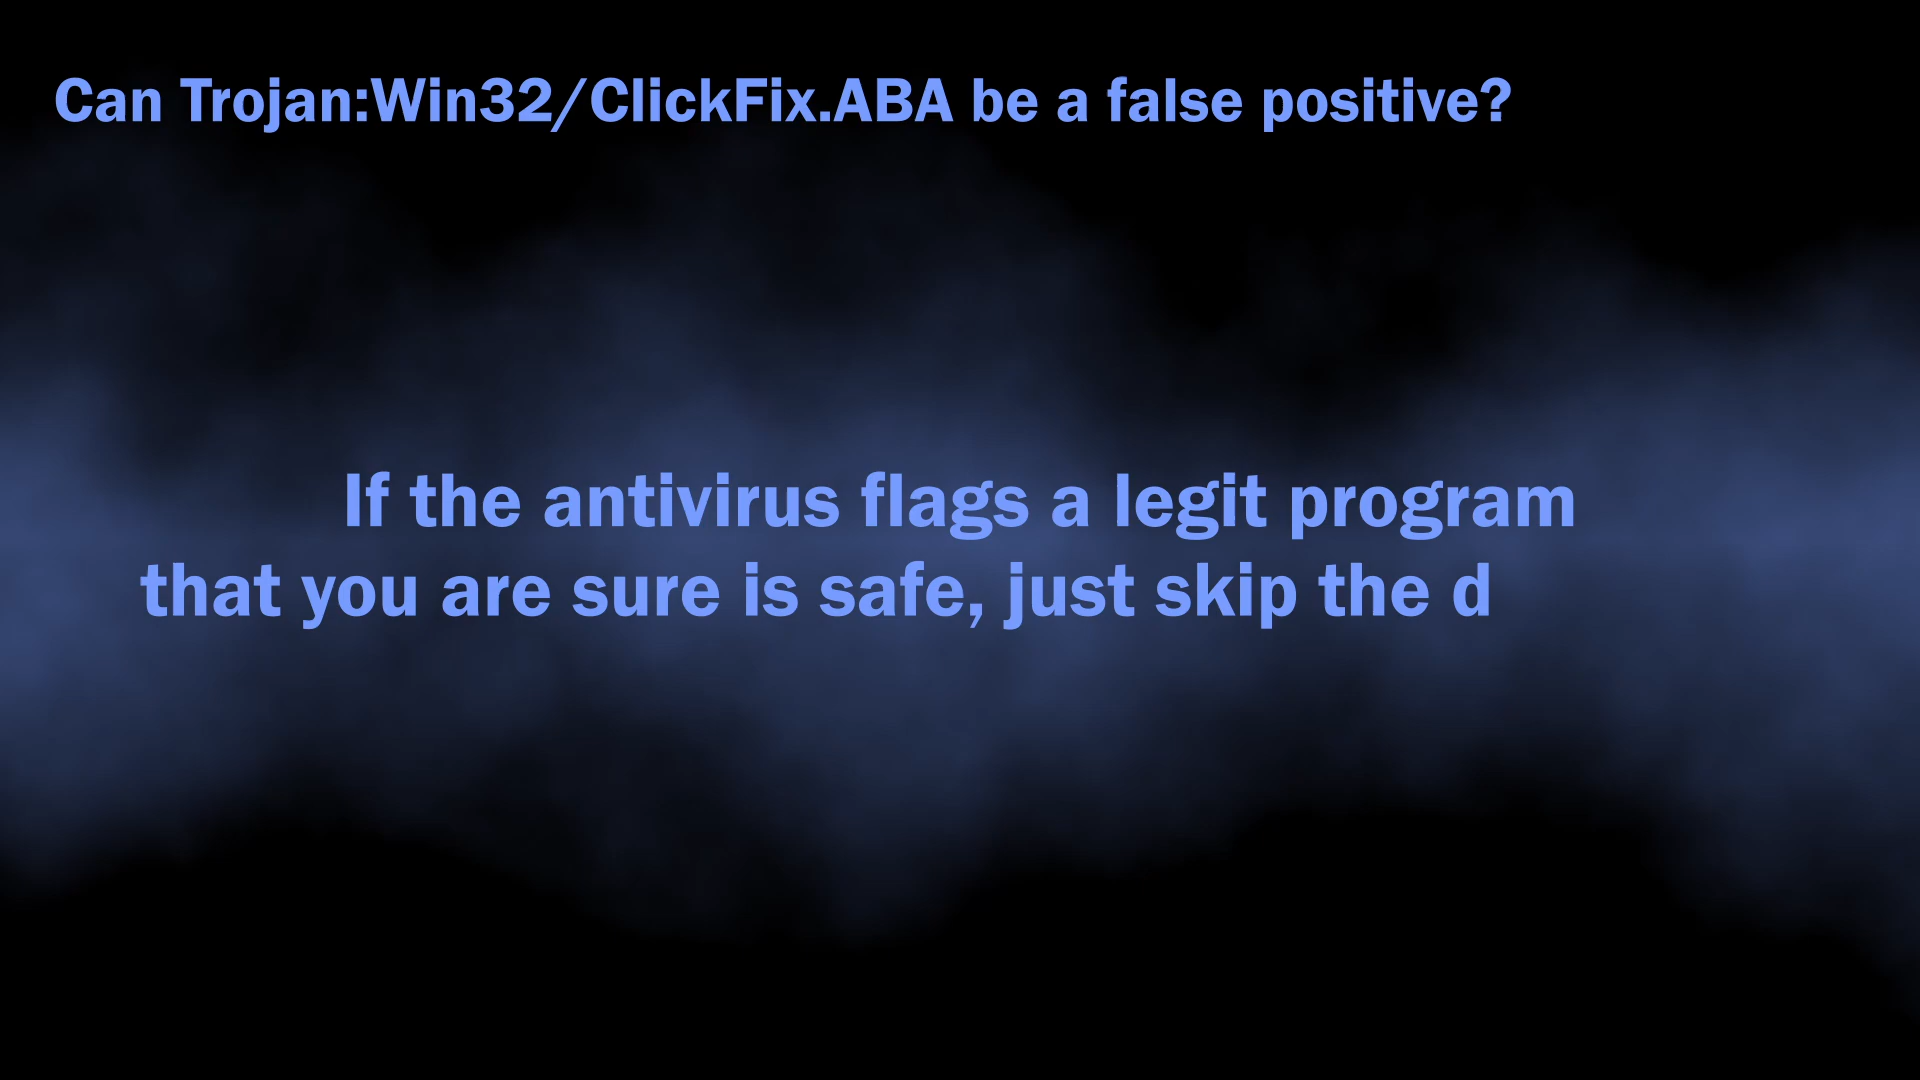 Can Trojan:Win32/ClickFix.ABA be a false positive?
If the antivirus flags a legit program
that you are sure is safe, just skip the d